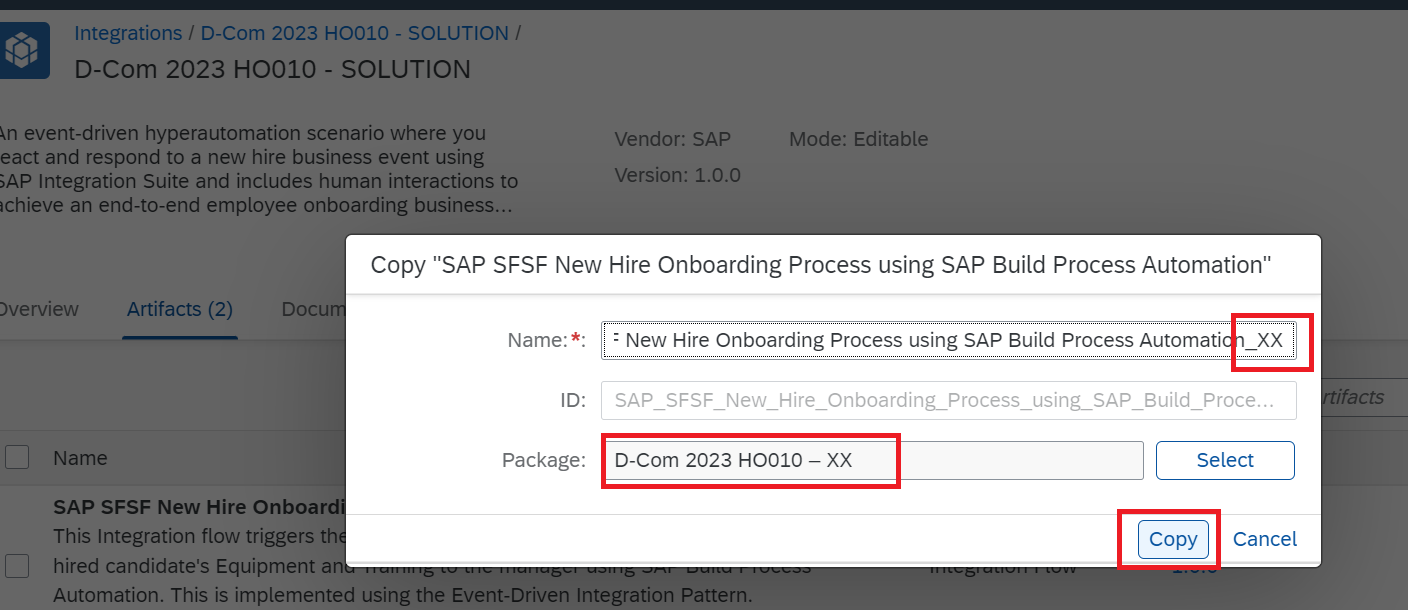 Integrations / D-Com 2023 HO010 - SOLUTION /
D-Com 2023 HO010 - SOLUTION
An event-driven hyperautomation scenario where you
react and respond to a new hire business event using
SAP Integration Suite and includes human interactions to
achieve an end-to-end employee onboarding business...
Vendor: SAP Mode: Editable
Version: 1.0.0
Overview Artifacts (2) Docum
Copy "SAP SFSF New Hire Onboarding Process using SAP Build Process Automation"
Name:*: New Hire Onboarding Process using SAP Build Process Automation_XX
ID: SAP_SFSF_New_Hire_Onboarding_Process_using_SAP_Build_Proce...
Package: D-Com 2023 HO010 – XX Select
Copy Cancel
rtifacts
Name
SAP SFSF New Hire Onboardi
This Integration flow triggers the
hired candidate's Equipment and Training to the manager using SAP Build Process
Automation. This is implemented using the Event-Driven Integration Pattern.
Integration Flow 1.0.0